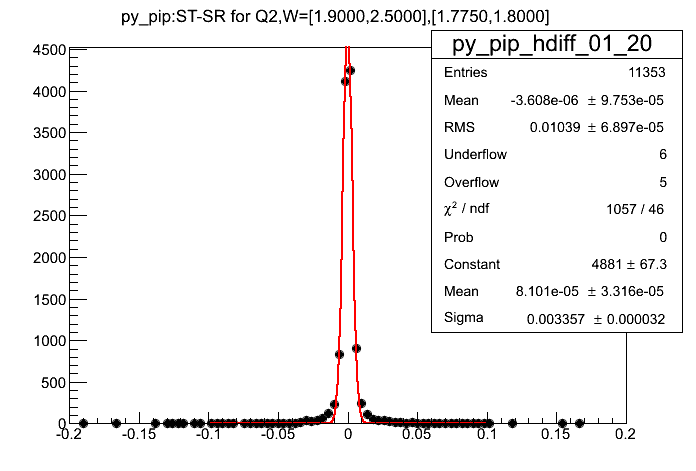 py_pip:ST-SR for Q2,W=[1.9000,2.5000],[1.7750,1.8000]
py_pip_hdiff_01_20
Entries 11353
Mean -3.608e-06 ± 9.753e-05
RMS 0.01039 ± 6.897e-05
Underflow 6
Overflow 5
χ² / ndf 1057 / 46
Prob 0
Constant 4881 ± 67.3
Mean 8.101e-05 ± 3.316e-05
Sigma 0.003357 ± 0.000032
4500
4000
3500
3000
2500
2000
1500
1000
500
0
-0.2 -0.15 -0.1 -0.05 0 0.05 0.1 0.15 0.2